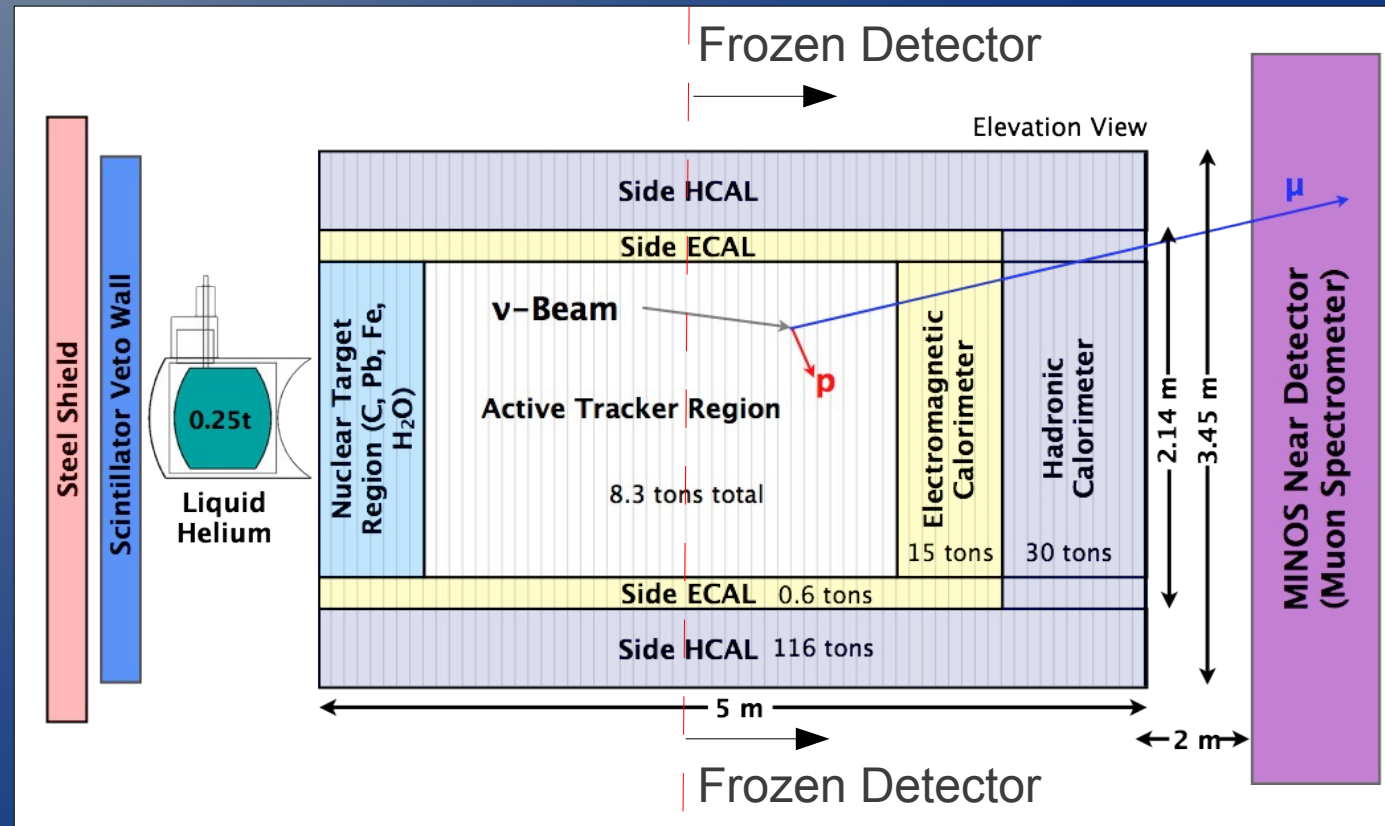 Frozen Detector
Elevation View
Steel Shield
Scintillator Veto Wall
0.25t
Liquid
Helium
Side HCAL
Side ECAL
Nuclear Target
Region (C, Pb, Fe,
H₂O)
ν-Beam
p
μ
Active Tracker Region
8.3 tons total
Electromagnetic
Calorimeter
15 tons
Hadronic
Calorimeter
30 tons
Side ECAL 0.6 tons
Side HCAL 116 tons
2.14 m
3.45 m
MINOS Near Detector
(Muon Spectrometer)
5 m
2 m
Frozen Detector